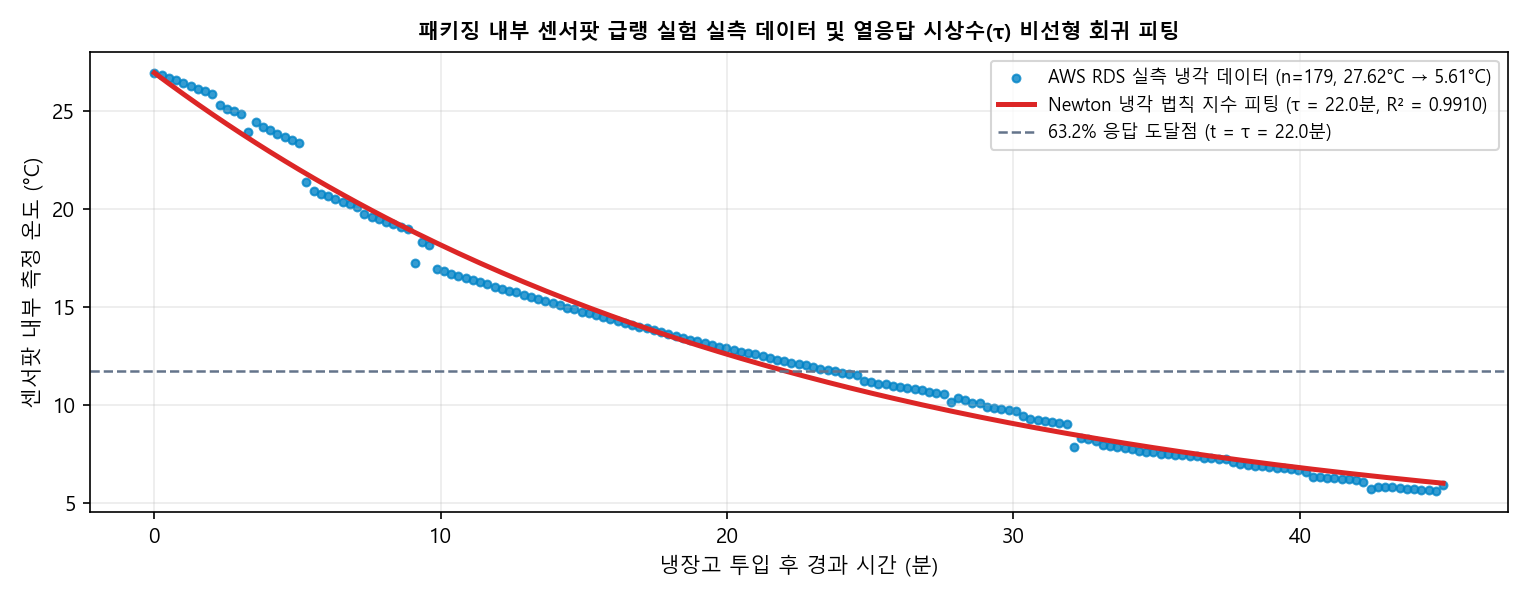 패키징 내부 센서팟 급랭 실험 실측 데이터 및 열응답 시상수(τ) 비선형 회귀 피팅
AWS RDS 실측 냉각 데이터 (n=179, 27.62°C → 5.61°C)
Newton 냉각 법칙 지수 피팅 (τ = 22.0분, R² = 0.9910)
63.2% 응답 도달점 (t = τ = 22.0분)
센서팟 내부 측정 온도 (°C)
25
20
15
10
5
0 10 20 30 40
냉장고 투입 후 경과 시간 (분)